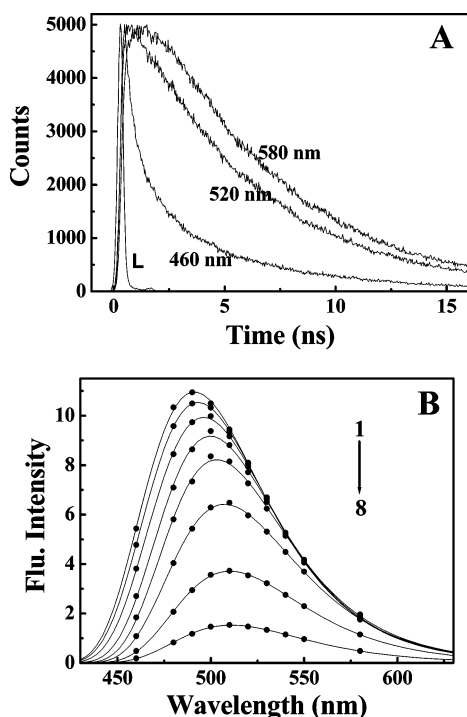 A
5000
4000
3000
2000
1000
0
Counts
580 nm
520 nm
460 nm
L
0
5
10
15
Time (ns)
B
10
8
6
4
2
0
Flu. Intensity
1
8
450
500
550
600
Wavelength (nm)